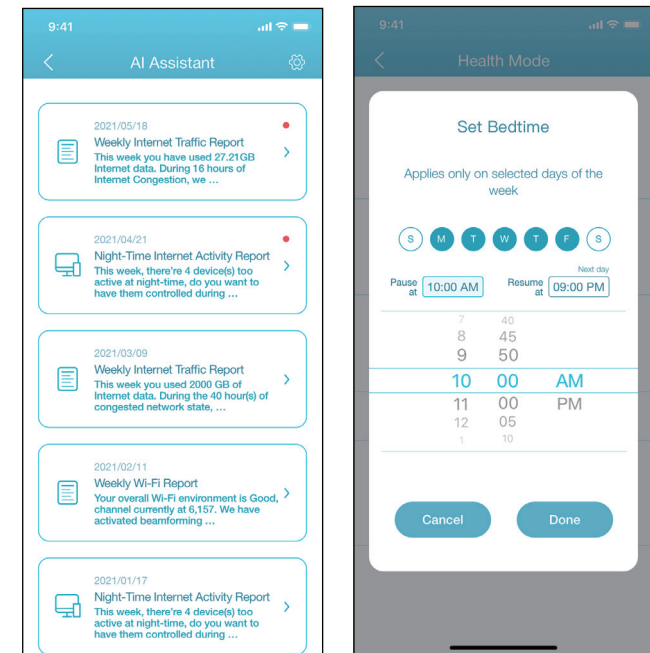 9:41
AI Assistant
2021/05/18
Weekly Internet Traffic Report
This week you have used 27.21GB
Internet data. During 16 hours of
Internet Congestion, we ...
2021/04/21
Night-Time Internet Activity Report
This week, there're 4 device(s) too
active at night-time, do you want to
have them controlled during ...
2021/03/09
Weekly Internet Traffic Report
This week you used 2000 GB of
Internet data. During the 40 hour(s) of
congested network state, ...
2021/02/11
Weekly Wi-Fi Report
Your overall Wi-Fi environment is Good,
channel currently at 6,157. We have
activated beamforming ...
2021/01/17
Night-Time Internet Activity Report
This week, there're 4 device(s) too
active at night-time, do you want to
have them controlled during ...
9:41
Health Mode
Set Bedtime
Applies only on selected days of the
week
S M T W T F S
Next day
Pause at 10:00 AM Resume at 09:00 PM
7 40
8 45
9 50
10 00 AM
11 00 PM
12 05
1 10
Cancel Done